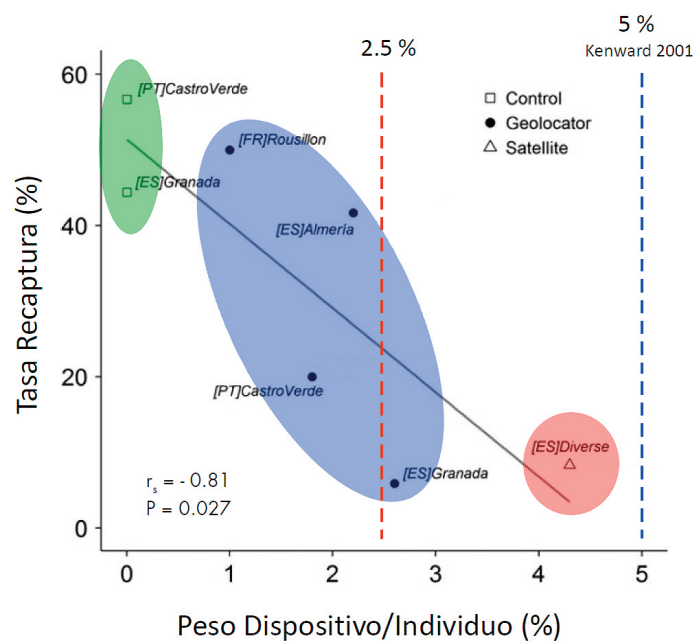 5 %
2.5 %
Kenward 2001
60
[PT]CastroVerde
Control
Geolocator
[FR]Rousillon
Satellite
[ES]Granada
40
[ES]Almería
Tasa Recaptura (%)
20
[PT]CastroVerde
[ES]Diverse
[ES]Granada
rs = - 0.81
P = 0.027
0
0 1 2 3 4 5
Peso Dispositivo/Individuo (%)